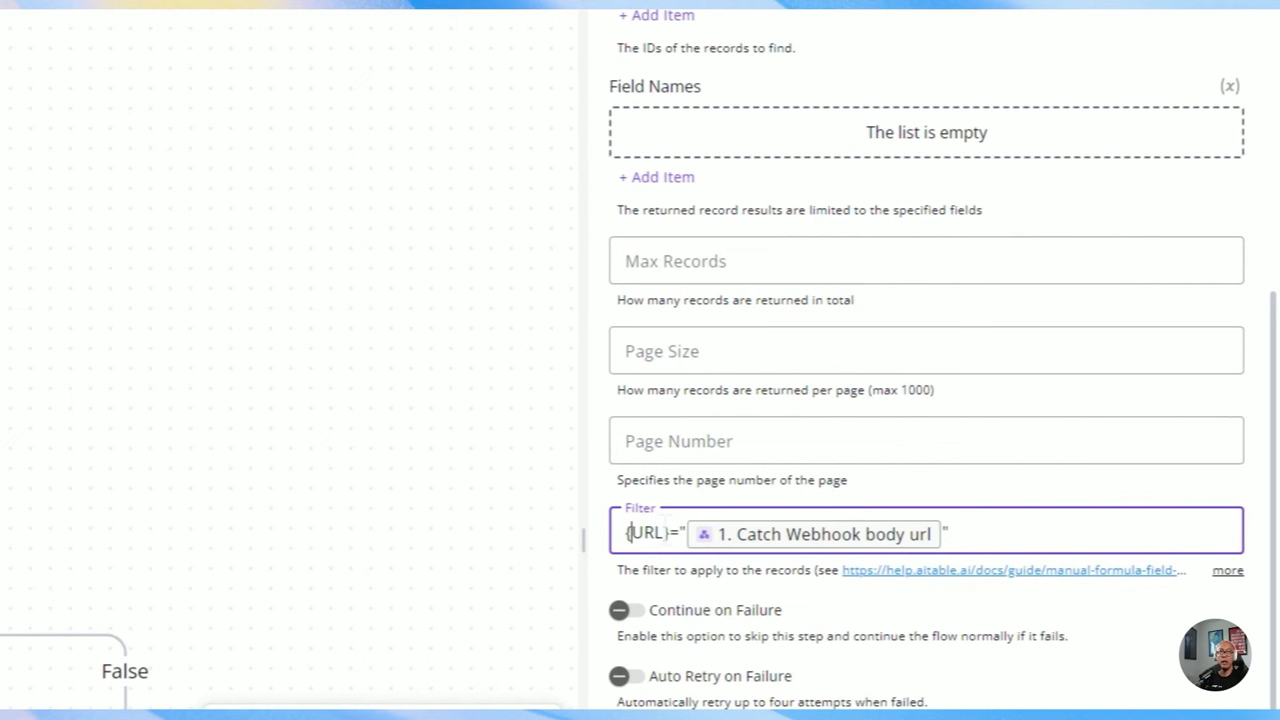 + Add Item
The IDs of the records to find.
Field Names
(x)
The list is empty
+ Add Item
The returned record results are limited to the specified fields
Max Records
How many records are returned in total
Page Size
How many records are returned per page (max 1000)
Page Number
Specifies the page number of the page
Filter
{URL}="1. Catch Webhook body url"
The filter to apply to the records (see https://help.aitable.ai/docs/guide/manual-formula-field-... more
Continue on Failure
Enable this option to skip this step and continue the flow normally if it fails.
False
Auto Retry on Failure
Automatically retry up to four attempts when failed.